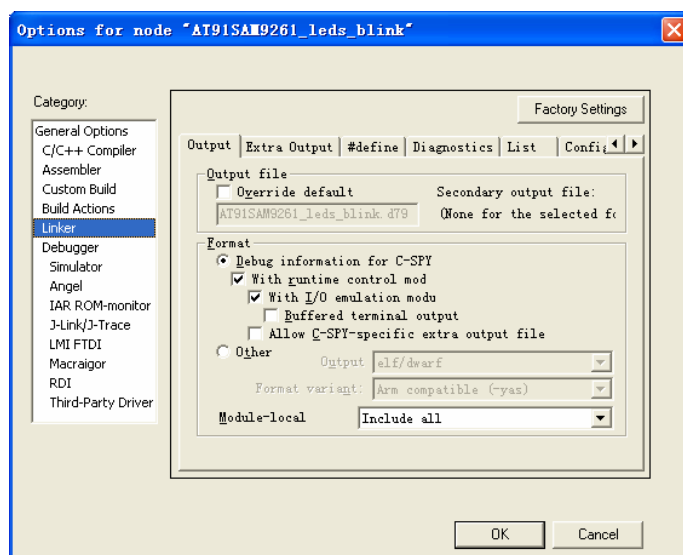 Options for node "AT91SAM9261_leds_blink"
Category:
Factory Settings
General Options
C/C++ Compiler
Assembler
Custom Build
Build Actions
Linker
Debugger
Simulator
Angel
IAR ROM-monitor
J-Link/J-Trace
LMI FTDI
Macraigor
RDI
Third-Party Driver
Output Extra Output #define Diagnostics List Config
Output file
Override default
Secondary output file:
AT91SAM9261_leds_blink.d79
(None for the selected fo
Format
Debug information for C-SPY
With runtime control mod
With I/O emulation modu
Buffered terminal output
Allow C-SPY-specific extra output file
Other
Output elf/dwarf
Format variant: Arm compatible (-yas)
Module-local Include all
OK Cancel